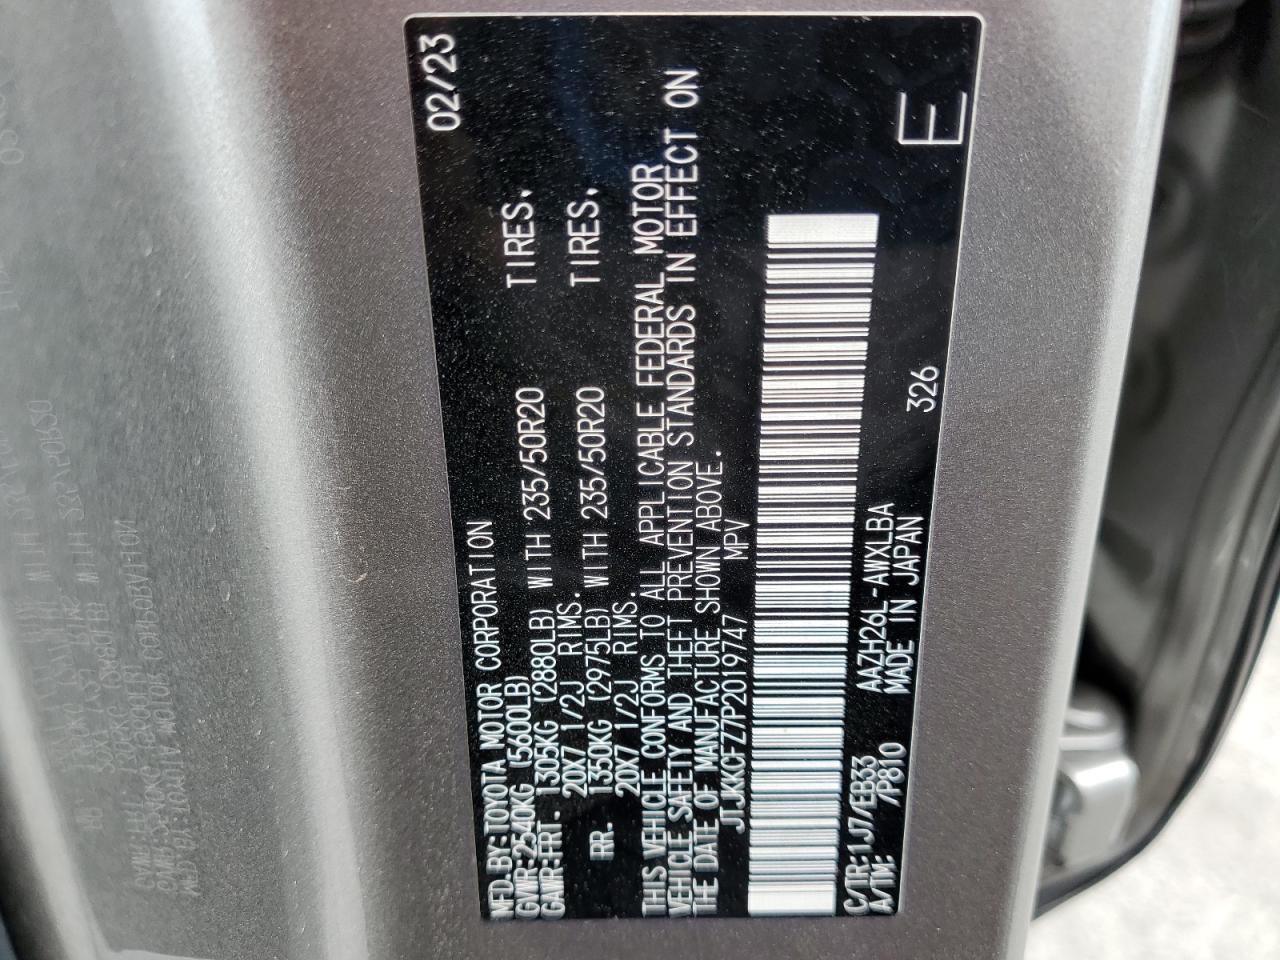 02/23
MFD.BY:TOYOTA MOTOR CORPORATION
GVWR:2540KG (5600LB)
GAWR:FRT. 1305KG (2880LB) WITH 235/50R20 TIRES,
20X7 1/2J RIMS.
RR. 1350KG (2975LB) WITH 235/50R20 TIRES,
20X7 1/2J RIMS.
THIS VEHICLE CONFORMS TO ALL APPLICABLE FEDERAL MOTOR
VEHICLE SAFETY AND THEFT PREVENTION STANDARDS IN EFFECT ON
THE DATE OF MANUFACTURE SHOWN ABOVE.
JTJKKCFZ7P2019747 MPV
C/TR:1J7/EB33 AAZH26L-AWXLBA 326
A/TM: /P810 MADE IN JAPAN
E